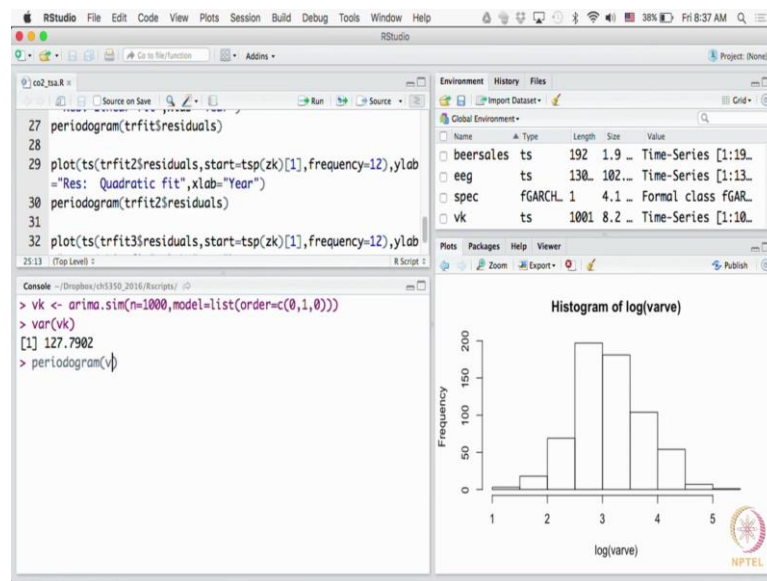 RStudio File Edit Code View Plots Session Build Debug Tools Window Help 38% Fri 8:37 AM
RStudio
Go to file/function Addins Project: (None)
co2_tsa.R
Source on Save Run Source
27 periodogram(trfit$residuals)
28
29 plot(ts(trfit2$residuals,start=tsp(zk)[1],frequency=12),ylab
="Res: Quadratic fit",xlab="Year")
30 periodogram(trfit2$residuals)
31
32 plot(ts(trfit3$residuals,start=tsp(zk)[1],frequency=12),ylab
25:13 (Top Level) R Script
Console ~/Dropbox/ch5350_2016/Rscripts/
> vk <- arima.sim(n=1000,model=list(order=c(0,1,0)))
> var(vk)
[1] 127.7902
> periodogram(v)
Environment History Files
Import Dataset Grid
Global Environment
Name Type Length Size Value
beersales ts 192 1.9 … Time-Series [1:19…
eeg ts 130… 102… Time-Series [1:13…
spec fGARCH… 1 4.1 … Formal class fGAR…
vk ts 1001 8.2 … Time-Series [1:10…
Plots Packages Help Viewer
Zoom Export Publish
Histogram of log(varve)
Frequency
200
150
100
50
0
1 2 3 4 5
log(varve)
NPTEL